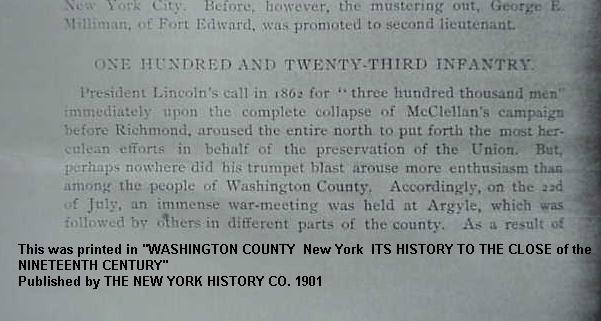 New York City. Before, however, the mustering out, George E.
Milliman, of Fort Edward, was promoted to second lieutenant.
ONE HUNDRED AND TWENTY-THIRD INFANTRY.
President Lincoln's call in 1862 for "three hundred thousand men"
immediately upon the complete collapse of McClellan's campaign
before Richmond, aroused the entire north to put forth the most her-
culean efforts in behalf of the preservation of the Union. But,
perhaps nowhere did his trumpet blast arouse more enthusiasm than
among the people of Washington County. Accordingly, on the 22d
of July, an immense war-meeting was held at Argyle, which was
followed by others in different parts of the county. As a result of
This was printed in "WASHINGTON COUNTY New York ITS HISTORY TO THE CLOSE of the
NINETEENTH CENTURY"
Published by THE NEW YORK HISTORY CO. 1901